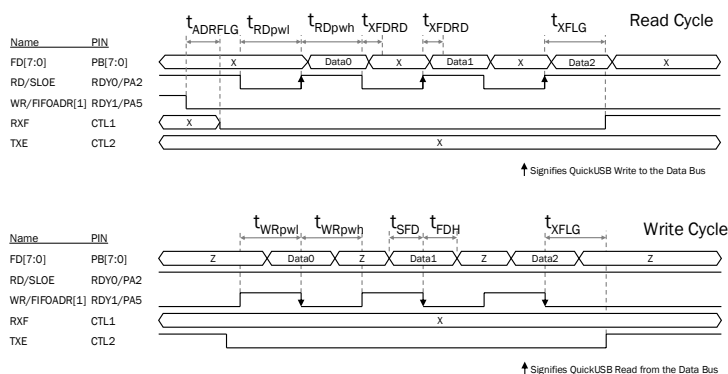 tADRFLG tRDpwl tRDpwh tXFDRD tXFDRD tXFLG Read Cycle
Name PIN
FD[7:0] PB[7:0] X Data0 X Data1 X Data2 X
RD/SLOE RDY0/PA2
WR/FIFOADR[1] RDY1/PA5
RXF CTL1 X
TXE CTL2 X
Signifies QuickUSB Write to the Data Bus
tWRpwl tWRpwh tSFD tFDH tXFLG Write Cycle
Name PIN
FD[7:0] PB[7:0] Z Data0 Z Data1 Z Data2 Z
RD/SLOE RDY0/PA2
WR/FIFOADR[1] RDY1/PA5
RXF CTL1 X
TXE CTL2
Signifies QuickUSB Read from the Data Bus